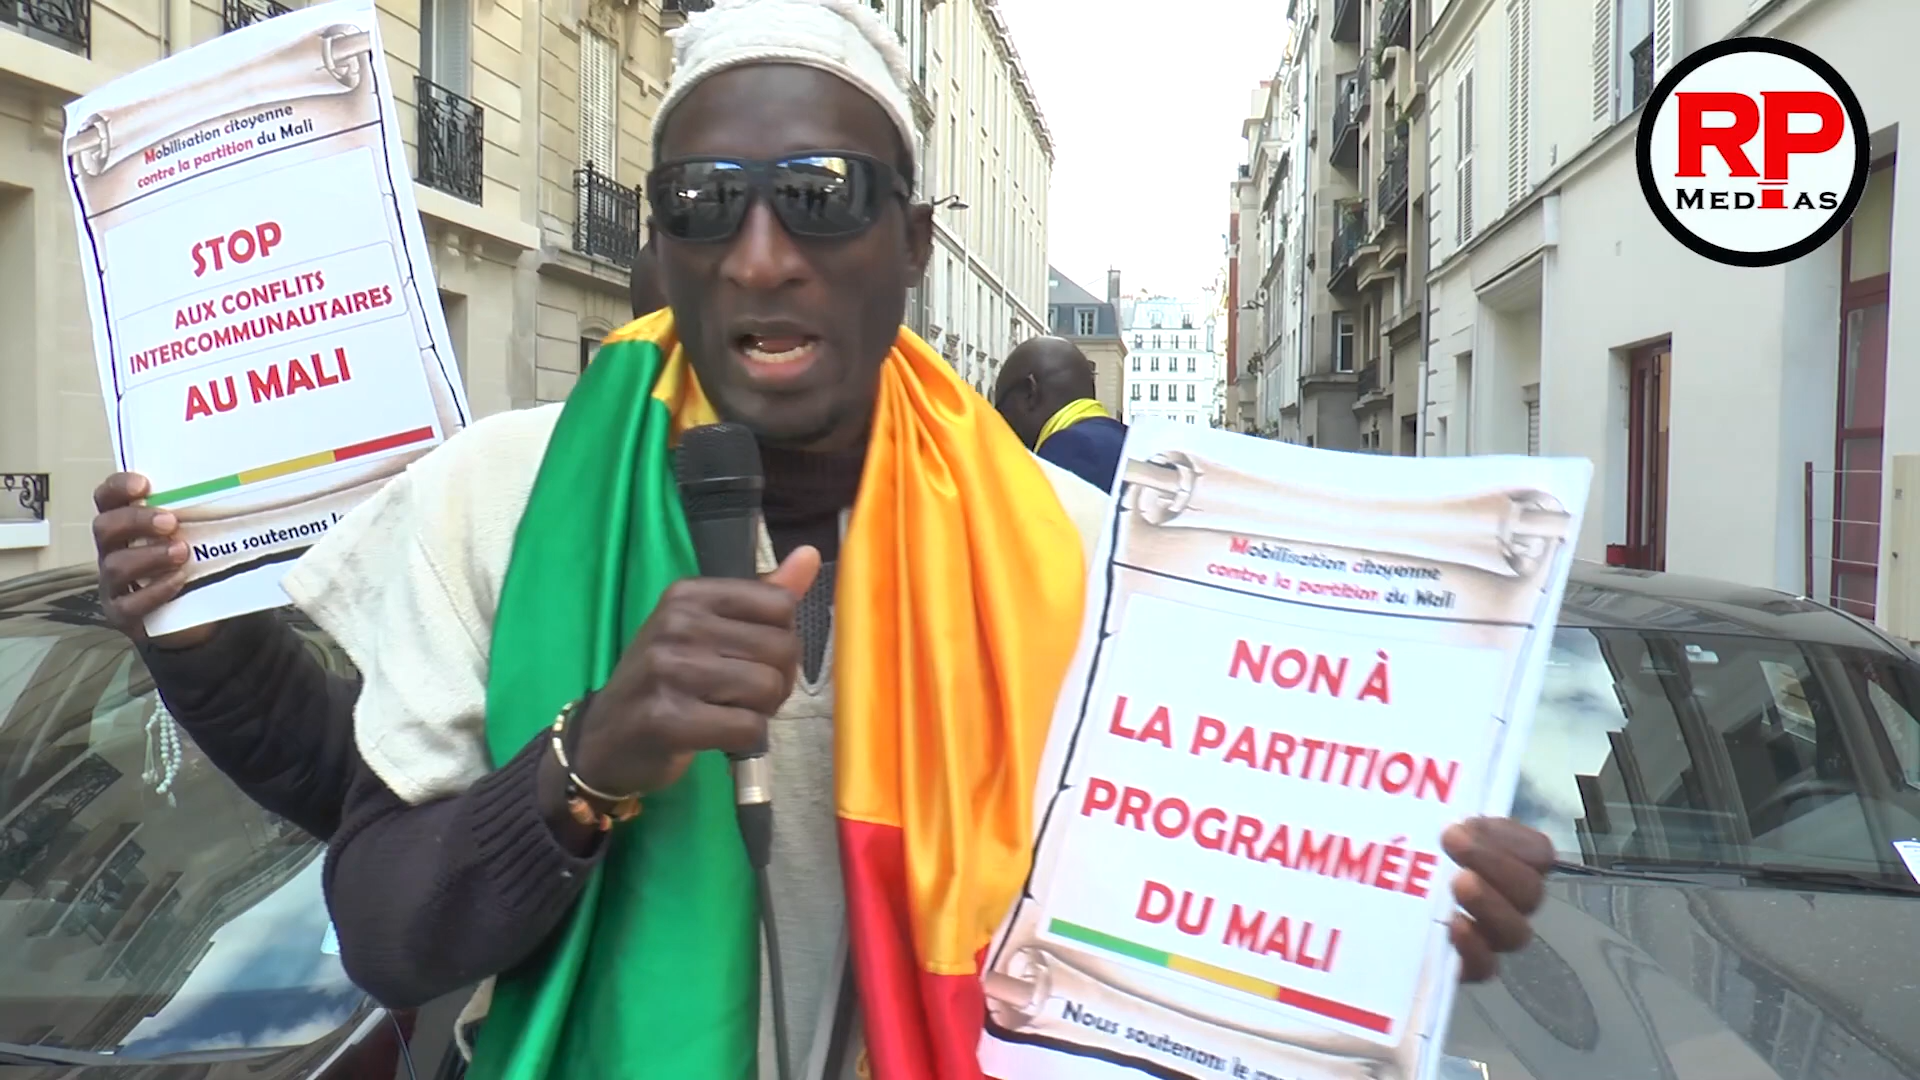 Mobilisation citoyenne
contre la partition du Mali
STOP
AUX CONFLITS
INTERCOMMUNAUTAIRES
AU MALI
Nous soutenons
Mobilisation citoyenne
contre la partition du Mali
NON À
LA PARTITION
PROGRAMMÉE
DU MALI
Nous soutenons le
RP
MEDIAS